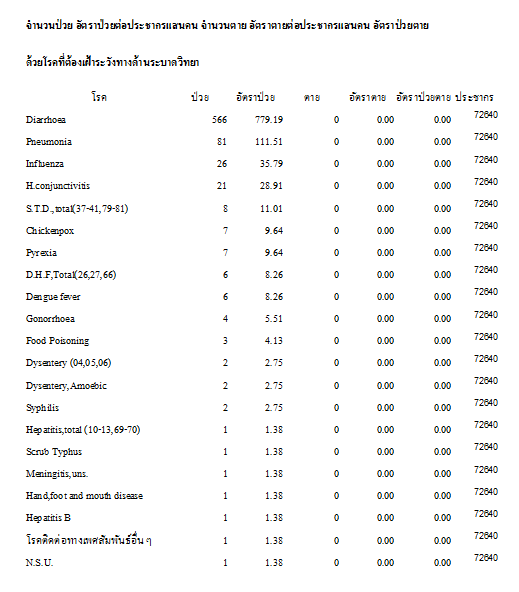 จำนวนป่วย อัตราป่วยต่อประชากรแสนคน จำนวนตาย อัตราตายต่อประชากรแสนคน อัตราป่วยตาย
ด้วยโรคที่ต้องเฝ้าระวังทางด้านระบาดวิทยา
โรค ป่วย อัตราป่วย ตาย อัตราตาย อัตราป่วยตาย ประชากร
Diarrhoea 566 779.19 0 0.00 0.00 72640
Pneumonia 81 111.51 0 0.00 0.00 72640
Influenza 26 35.79 0 0.00 0.00 72640
H.conjunctivitis 21 28.91 0 0.00 0.00 72640
S.T.D.,total(37-41,79-81) 8 11.01 0 0.00 0.00 72640
Chickenpox 7 9.64 0 0.00 0.00 72640
Pyrexia 7 9.64 0 0.00 0.00 72640
D.H.F,Total(26,27,66) 6 8.26 0 0.00 0.00 72640
Dengue fever 6 8.26 0 0.00 0.00 72640
Gonorrhoea 4 5.51 0 0.00 0.00 72640
Food Poisoning 3 4.13 0 0.00 0.00 72640
Dysentery (04,05,06) 2 2.75 0 0.00 0.00 72640
Dysentery,Amoebic 2 2.75 0 0.00 0.00 72640
Syphilis 2 2.75 0 0.00 0.00 72640
Hepatitis,total (10-13,69-70) 1 1.38 0 0.00 0.00 72640
Scrub Typhus 1 1.38 0 0.00 0.00 72640
Meningitis,uns. 1 1.38 0 0.00 0.00 72640
Hand,foot and mouth disease 1 1.38 0 0.00 0.00 72640
Hepatitis B 1 1.38 0 0.00 0.00 72640
โรคติดต่อทางเพศสัมพันธ์อื่น ๆ 1 1.38 0 0.00 0.00 72640
N.S.U. 1 1.38 0 0.00 0.00 72640